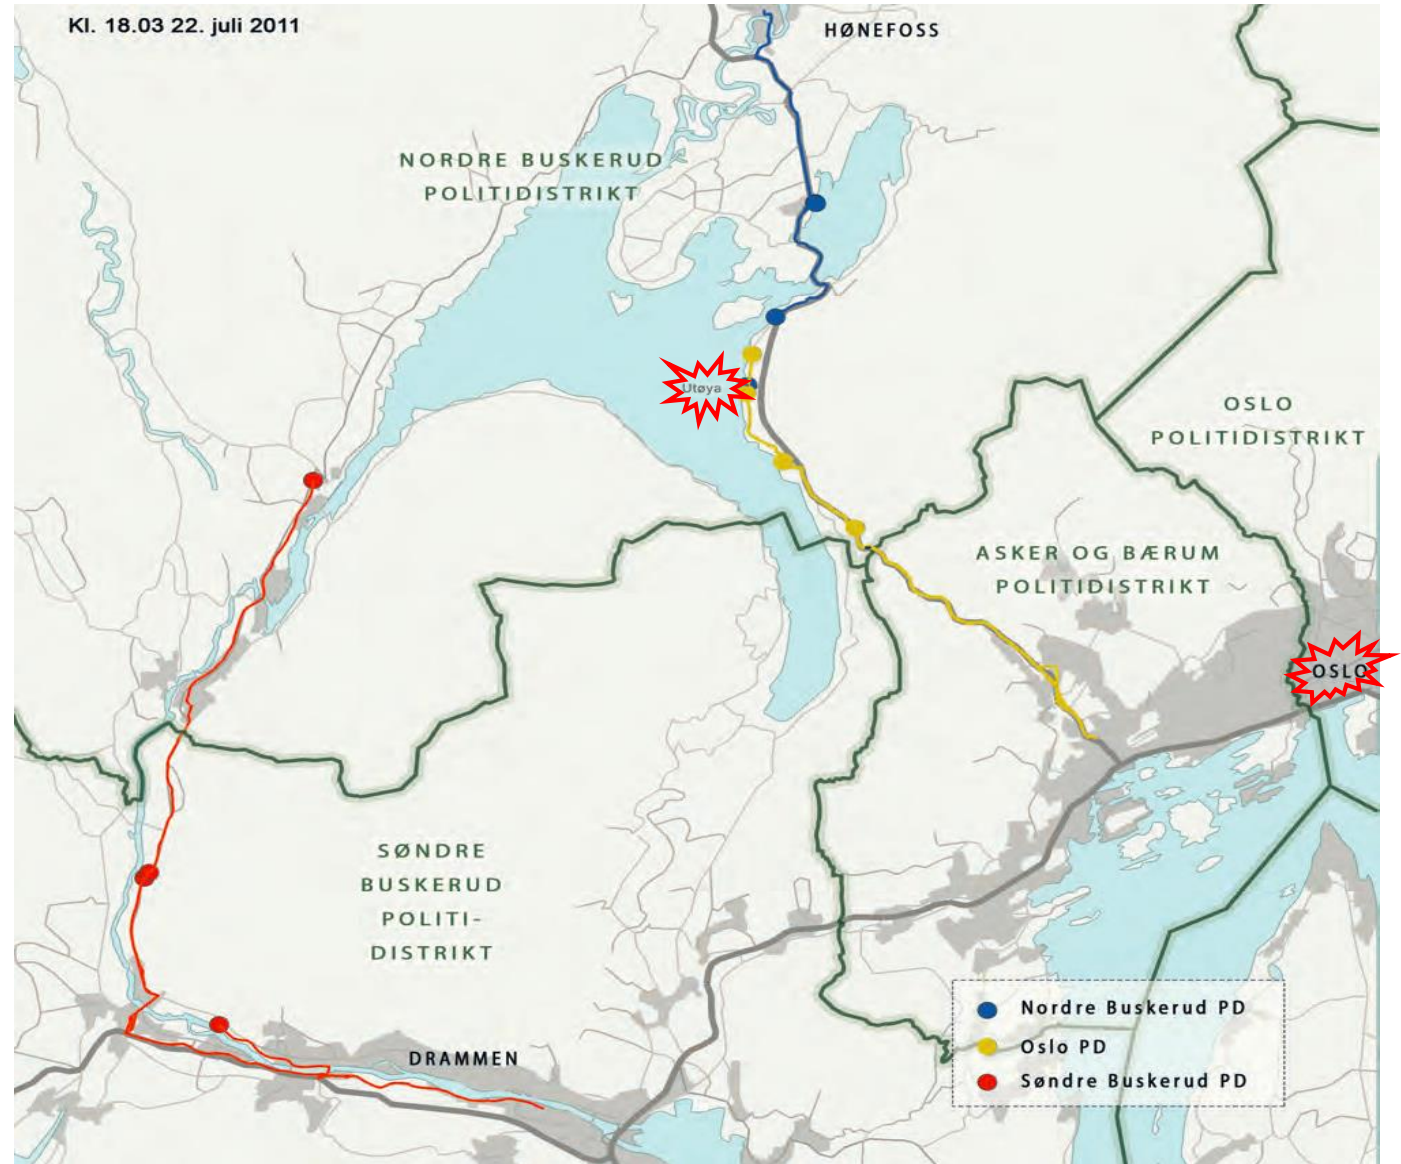 Kl. 18.03 22. juli 2011
HØNEFOSS
NORDRE BUSKERUD
POLITIDISTRIKT
Utøya
OSLO
POLITIDISTRIKT
ASKER OG BÆRUM
POLITIDISTRIKT
OSLO
SØNDRE
BUSKERUD
POLITI-
DISTRIKT
DRAMMEN
Nordre Buskerud PD
Oslo PD
Søndre Buskerud PD